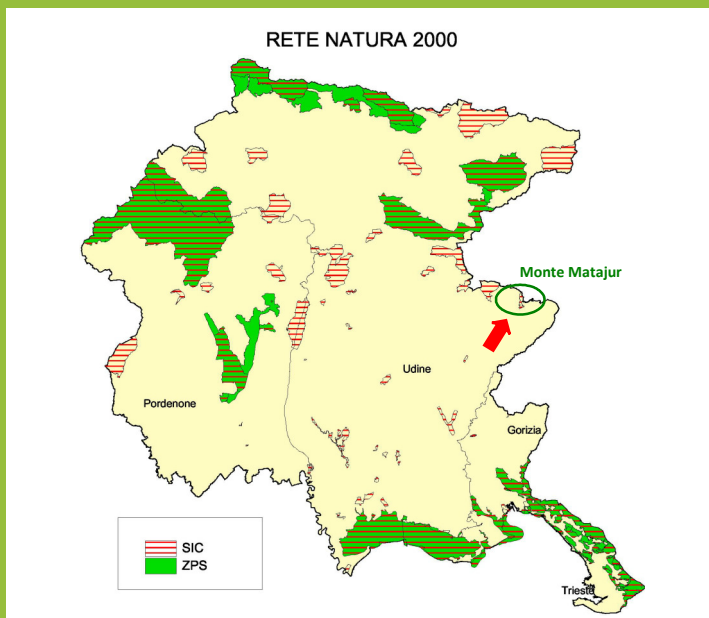 RETE NATURA 2000
Monte Matajur
Udine
Pordenone
Gorizia
SIC
ZPS
Trieste